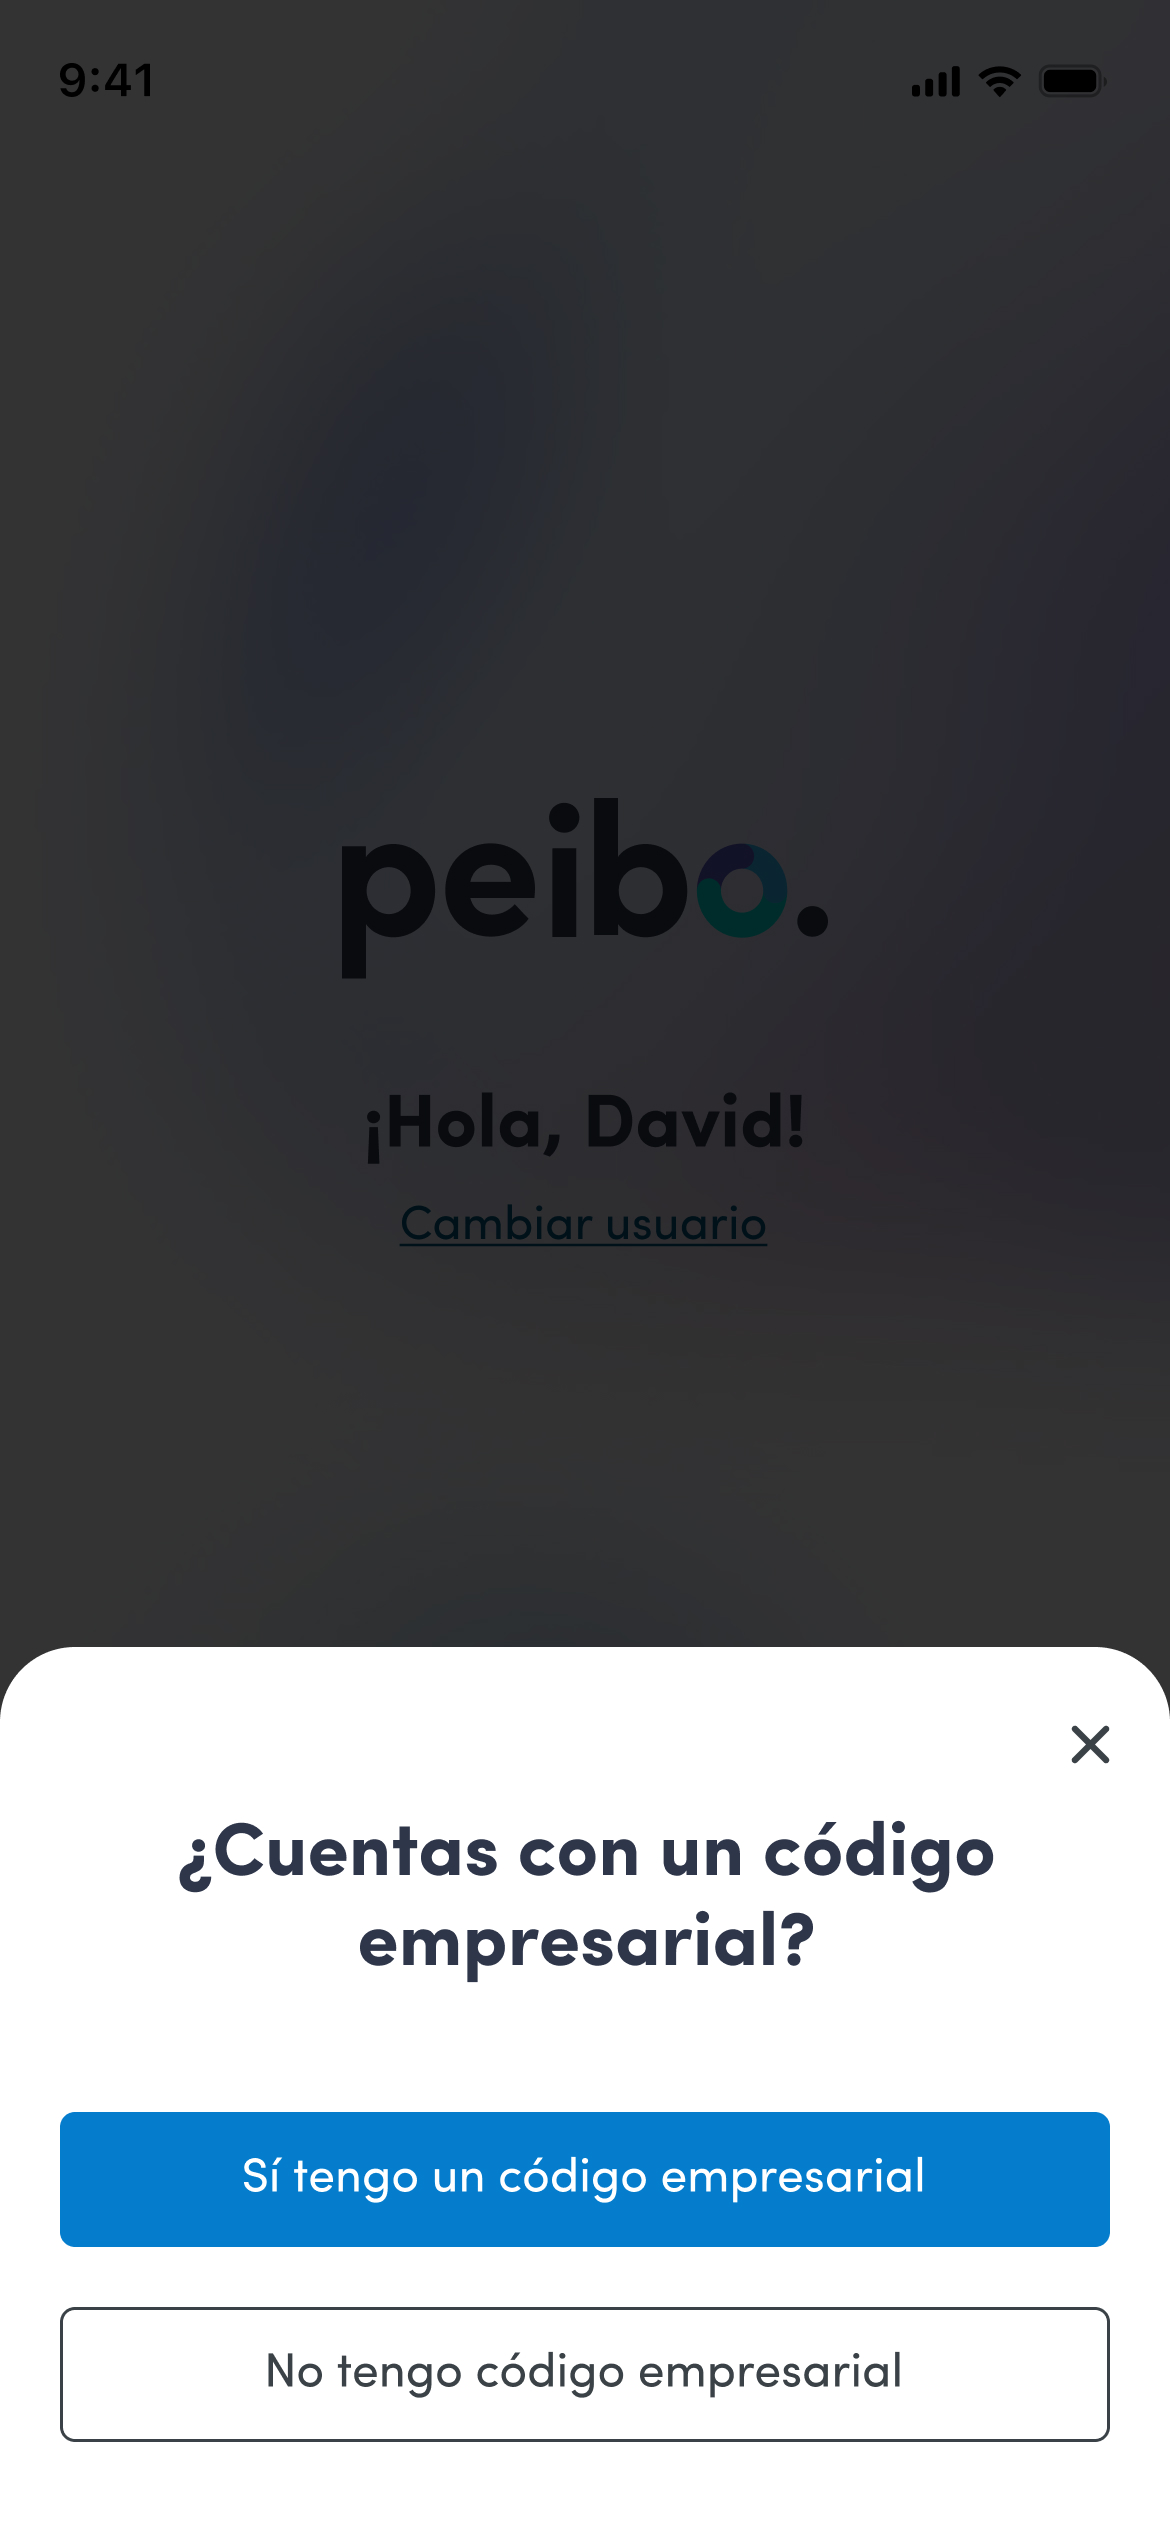 9:41
peibo.
¡Hola, David!
Cambiar usuario
¿Cuentas con un código
empresarial?
Sí tengo un código empresarial
No tengo código empresarial